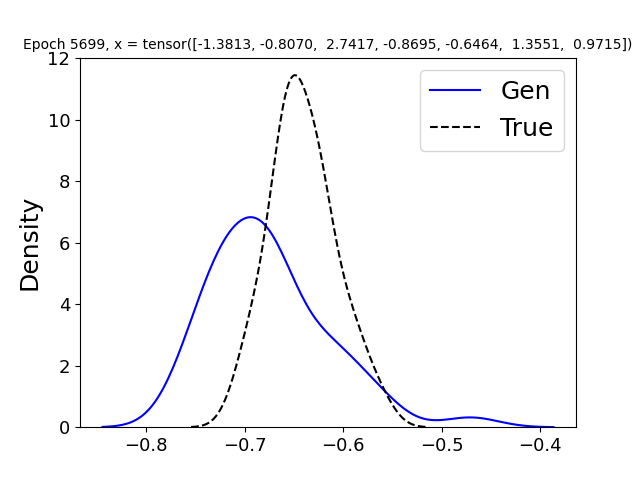 Epoch 5699, x = tensor([-1.3813, -0.8070,  2.7417, -0.8695, -0.6464,  1.3551,  0.9715])
12
10
8
6
4
2
0
Density
Gen
True
−0.8 −0.7 −0.6 −0.5 −0.4